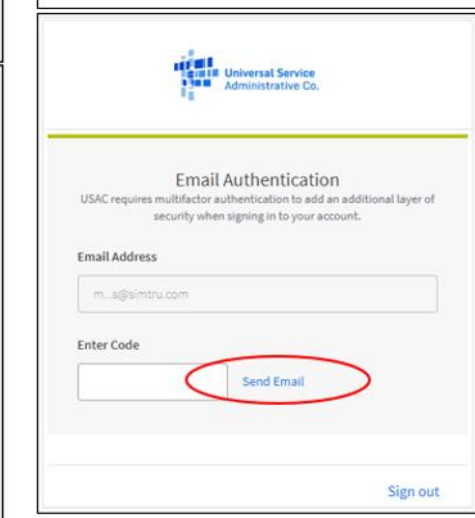 Universal Service
Administrative Co.
Email Authentication
USAC requires multifactor authentication to add an additional layer of
security when signing in to your account.
Email Address
m...a@simtru.com
Enter Code
Send Email
Sign out